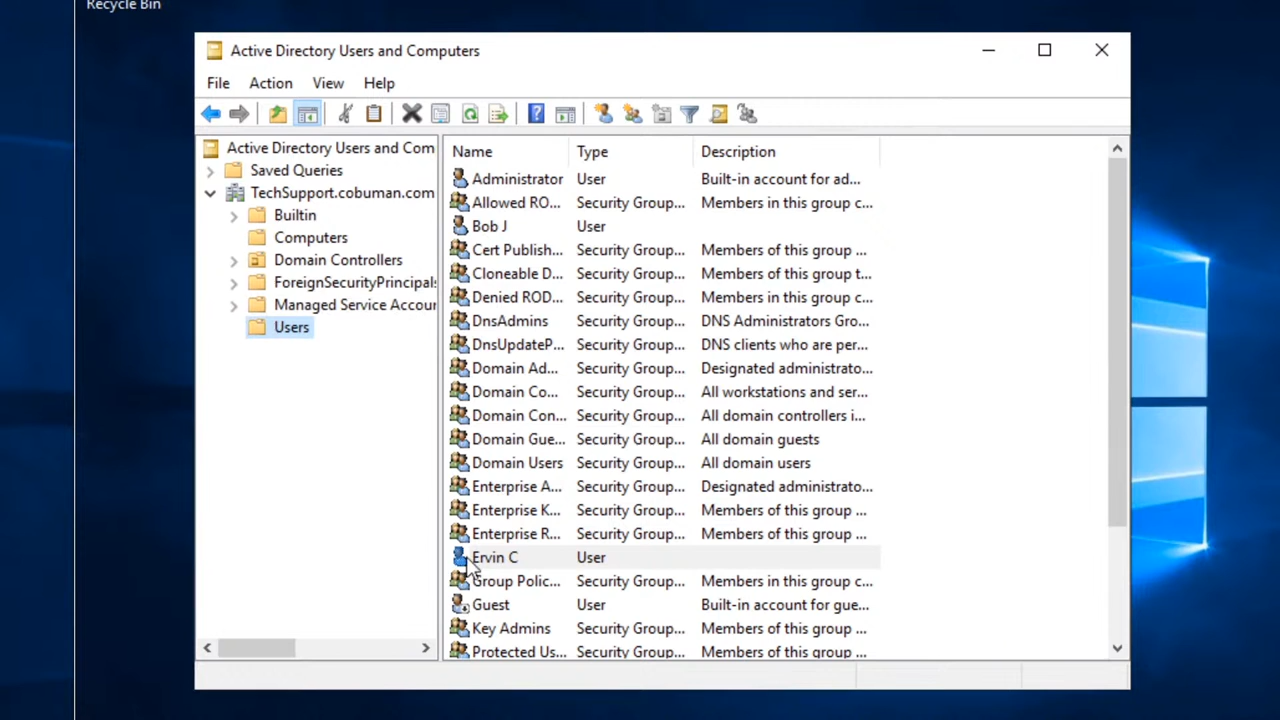 Recycle Bin
Active Directory Users and Computers
File Action View Help
Active Directory Users and Com
Saved Queries
TechSupport.cobuman.com
Builtin
Computers
Domain Controllers
ForeignSecurityPrincipals
Managed Service Accour
Users
Name Type Description
Administrator User Built-in account for ad...
Allowed RO... Security Group... Members in this group c...
Bob J User
Cert Publish... Security Group... Members of this group ...
Cloneable D... Security Group... Members of this group t...
Denied ROD... Security Group... Members in this group c...
DnsAdmins Security Group... DNS Administrators Gro...
DnsUpdateP... Security Group... DNS clients who are per...
Domain Ad... Security Group... Designated administrato...
Domain Co... Security Group... All workstations and ser...
Domain Con... Security Group... All domain controllers i...
Domain Gue... Security Group... All domain guests
Domain Users Security Group... All domain users
Enterprise A... Security Group... Designated administrato...
Enterprise K... Security Group... Members of this group ...
Enterprise R... Security Group... Members of this group ...
Ervin C User
Group Polic... Security Group... Members in this group c...
Guest User Built-in account for gue...
Key Admins Security Group... Members of this group ...
Protected Us... Security Group... Members of this group ...